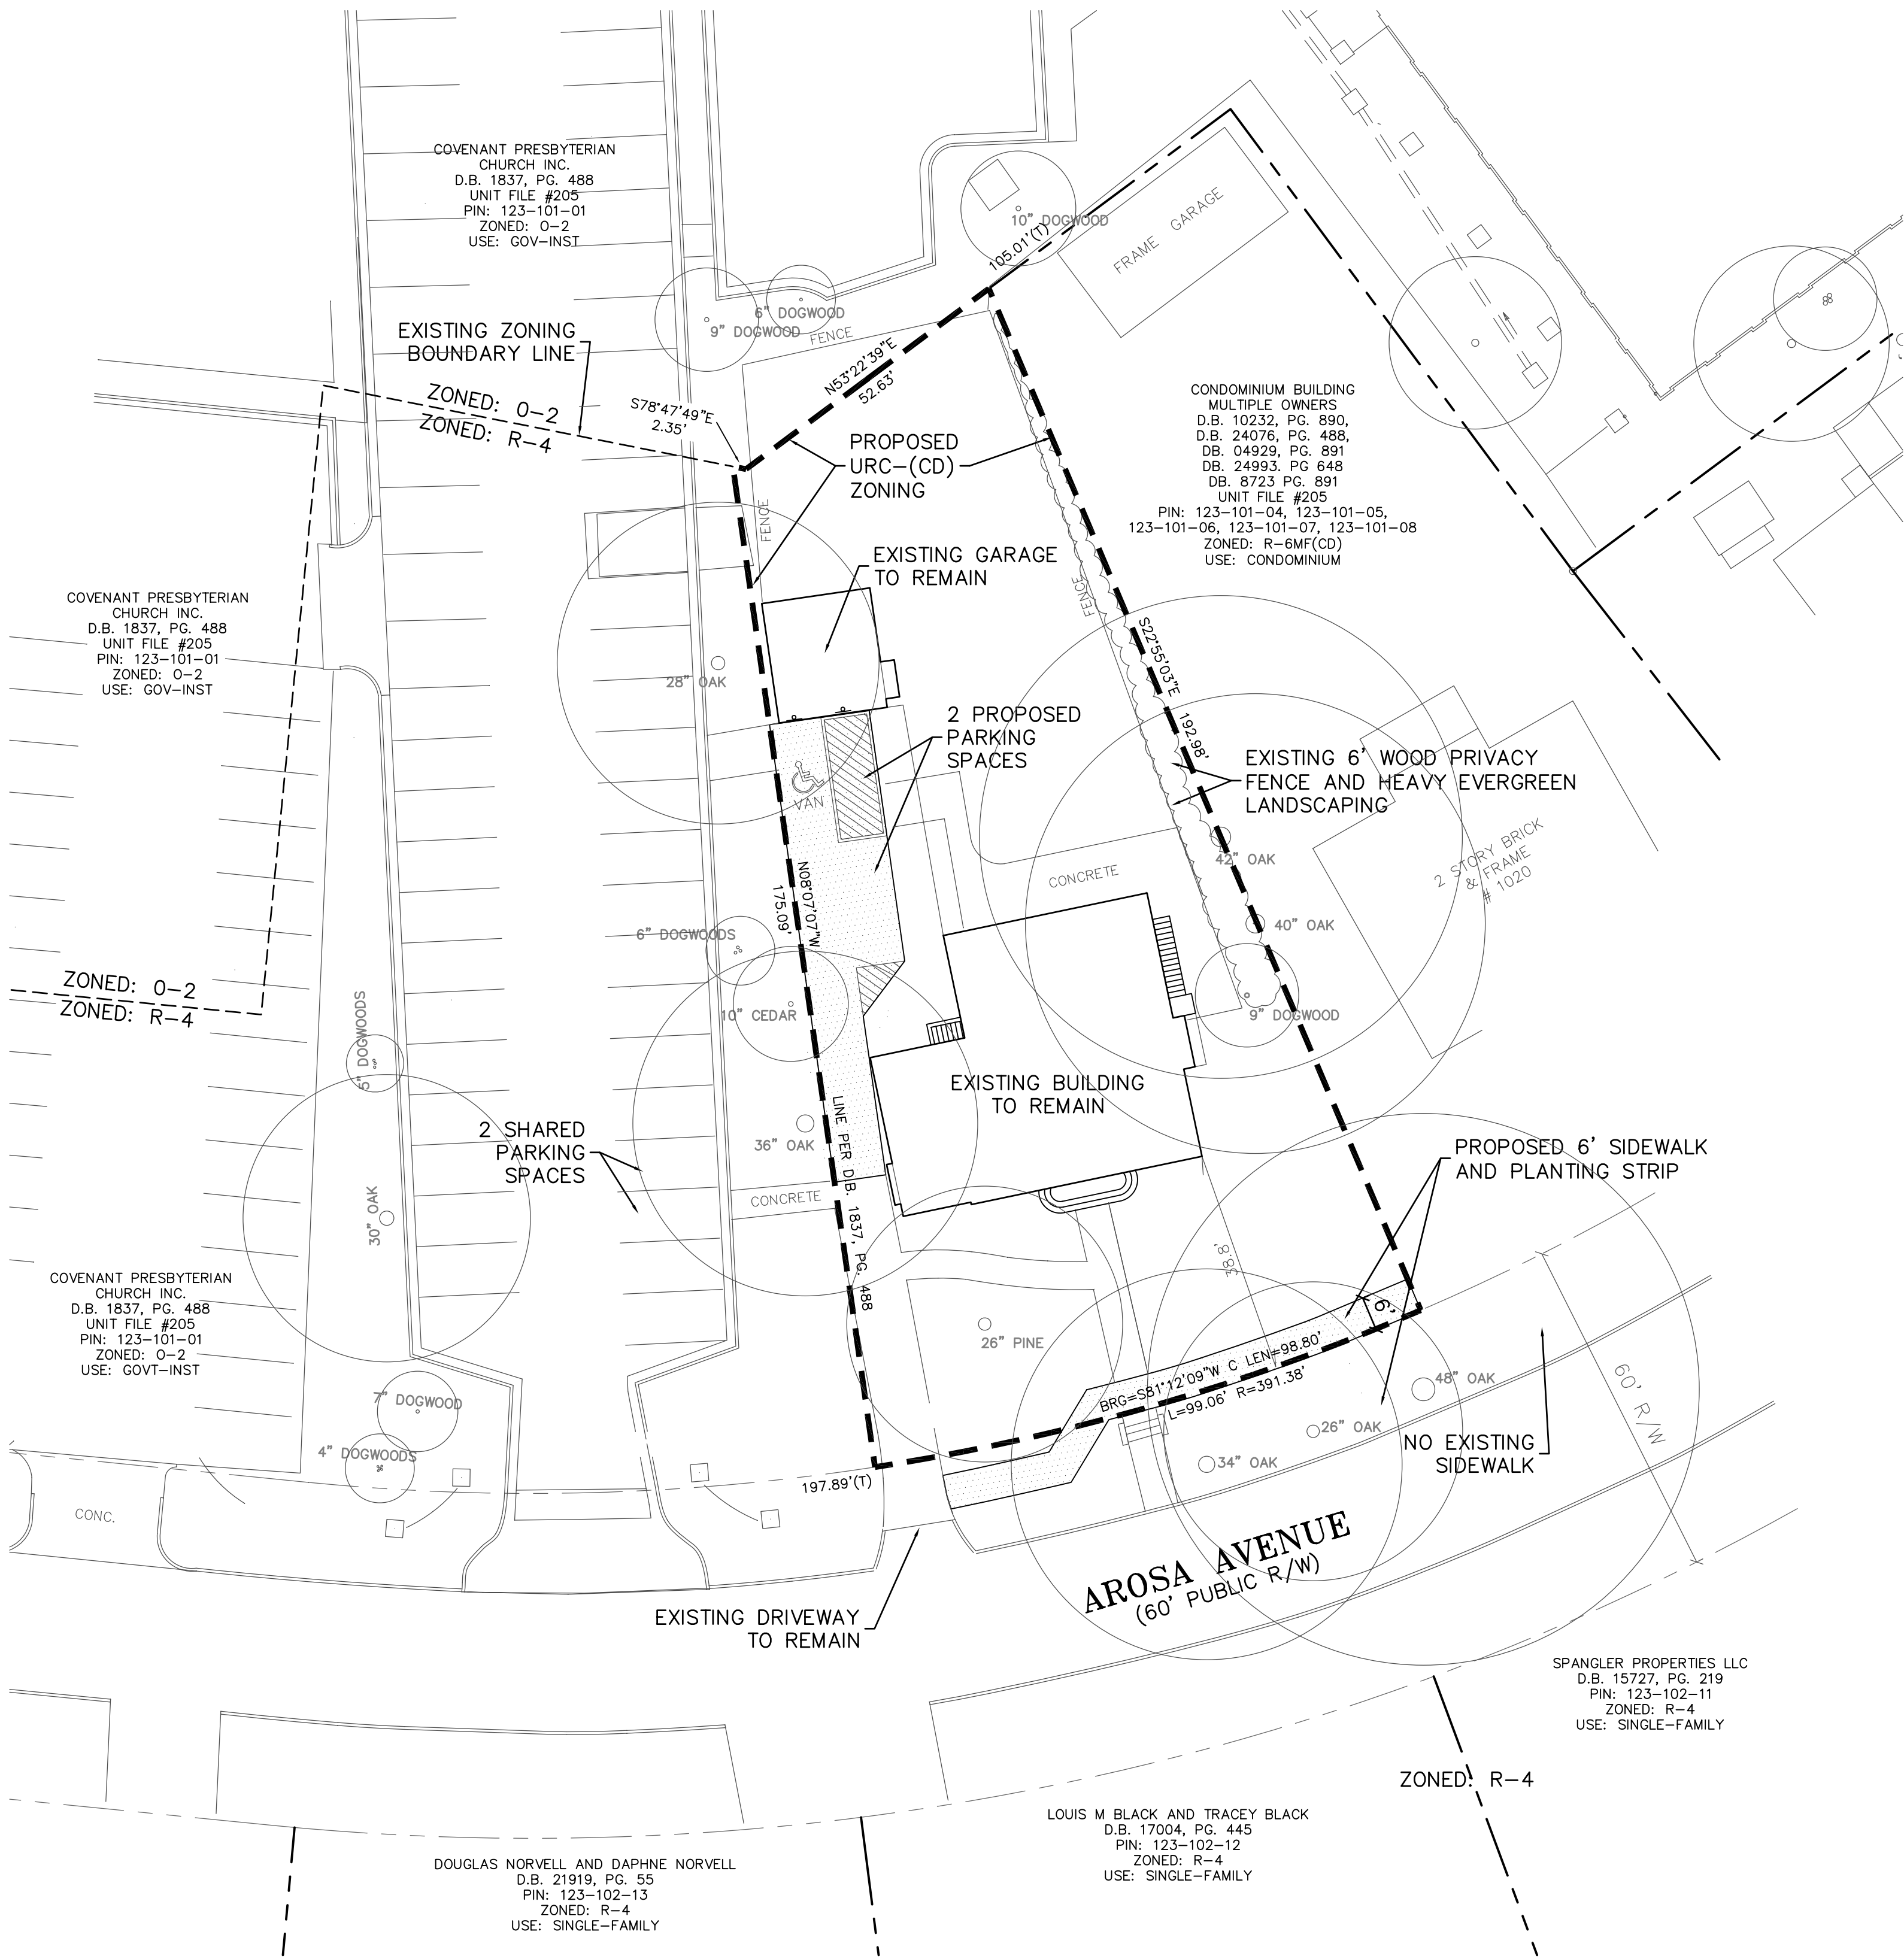 COVENANT PRESBYTERIAN
CHURCH INC.
D.B. 1837, PG. 488
UNIT FILE #205
PIN: 123-101-01
ZONED: O-2
USE: GOV-INST
10" DOGWOOD
105.01'(T)
FRAME GARAGE
6" DOGWOOD
9" DOGWOOD
FENCE
EXISTING ZONING
BOUNDARY LINE
ZONED: O-2
ZONED: R-4
S78°47'49"E
2.35'
N53°22'39"E
52.63'
PROPOSED
URC-(CD)
ZONING
CONDOMINIUM BUILDING
MULTIPLE OWNERS
D.B. 10232, PG. 890,
D.B. 24076, PG. 488,
DB. 04929, PG. 891
DB. 24993. PG 648
DB. 8723 PG. 891
UNIT FILE #205
PIN: 123-101-04, 123-101-05,
123-101-06, 123-101-07, 123-101-08
ZONED: R-6MF(CD)
USE: CONDOMINIUM
FENCE
EXISTING GARAGE
TO REMAIN
FENCE
COVENANT PRESBYTERIAN
CHURCH INC.
D.B. 1837, PG. 488
UNIT FILE #205
PIN: 123-101-01
ZONED: O-2
USE: GOV-INST
28" OAK
S22°55'03"E 192.98'
2 PROPOSED
PARKING
SPACES
VAN
EXISTING 6' WOOD PRIVACY
FENCE AND HEAVY EVERGREEN
LANDSCAPING
42" OAK
2 STORY BRICK
& FRAME
# 1020
CONCRETE
N08°07'07"W
175.09'
40" OAK
6" DOGWOODS
10" CEDAR
9" DOGWOOD
ZONED: O-2
ZONED: R-4
5" DOGWOODS
EXISTING BUILDING
TO REMAIN
2 SHARED
PARKING
SPACES
36" OAK
LINE PER D.B. 1837, PG. 488
PROPOSED 6' SIDEWALK
AND PLANTING STRIP
CONCRETE
30" OAK
38.8'
COVENANT PRESBYTERIAN
CHURCH INC.
D.B. 1837, PG. 488
UNIT FILE #205
PIN: 123-101-01
ZONED: O-2
USE: GOVT-INST
6'
26" PINE
BRG=S81°12'09"W C LEN=98.80'
L=99.06' R=391.38'
48" OAK
60' R/W
7" DOGWOOD
26" OAK
4" DOGWOODS
34" OAK
NO EXISTING
SIDEWALK
197.89'(T)
CONC.
AROSA AVENUE
(60' PUBLIC R/W)
EXISTING DRIVEWAY
TO REMAIN
SPANGLER PROPERTIES LLC
D.B. 15727, PG. 219
PIN: 123-102-11
ZONED: R-4
USE: SINGLE-FAMILY
ZONED: R-4
LOUIS M BLACK AND TRACEY BLACK
D.B. 17004, PG. 445
PIN: 123-102-12
ZONED: R-4
USE: SINGLE-FAMILY
DOUGLAS NORVELL AND DAPHNE NORVELL
D.B. 21919, PG. 55
PIN: 123-102-13
ZONED: R-4
USE: SINGLE-FAMILY